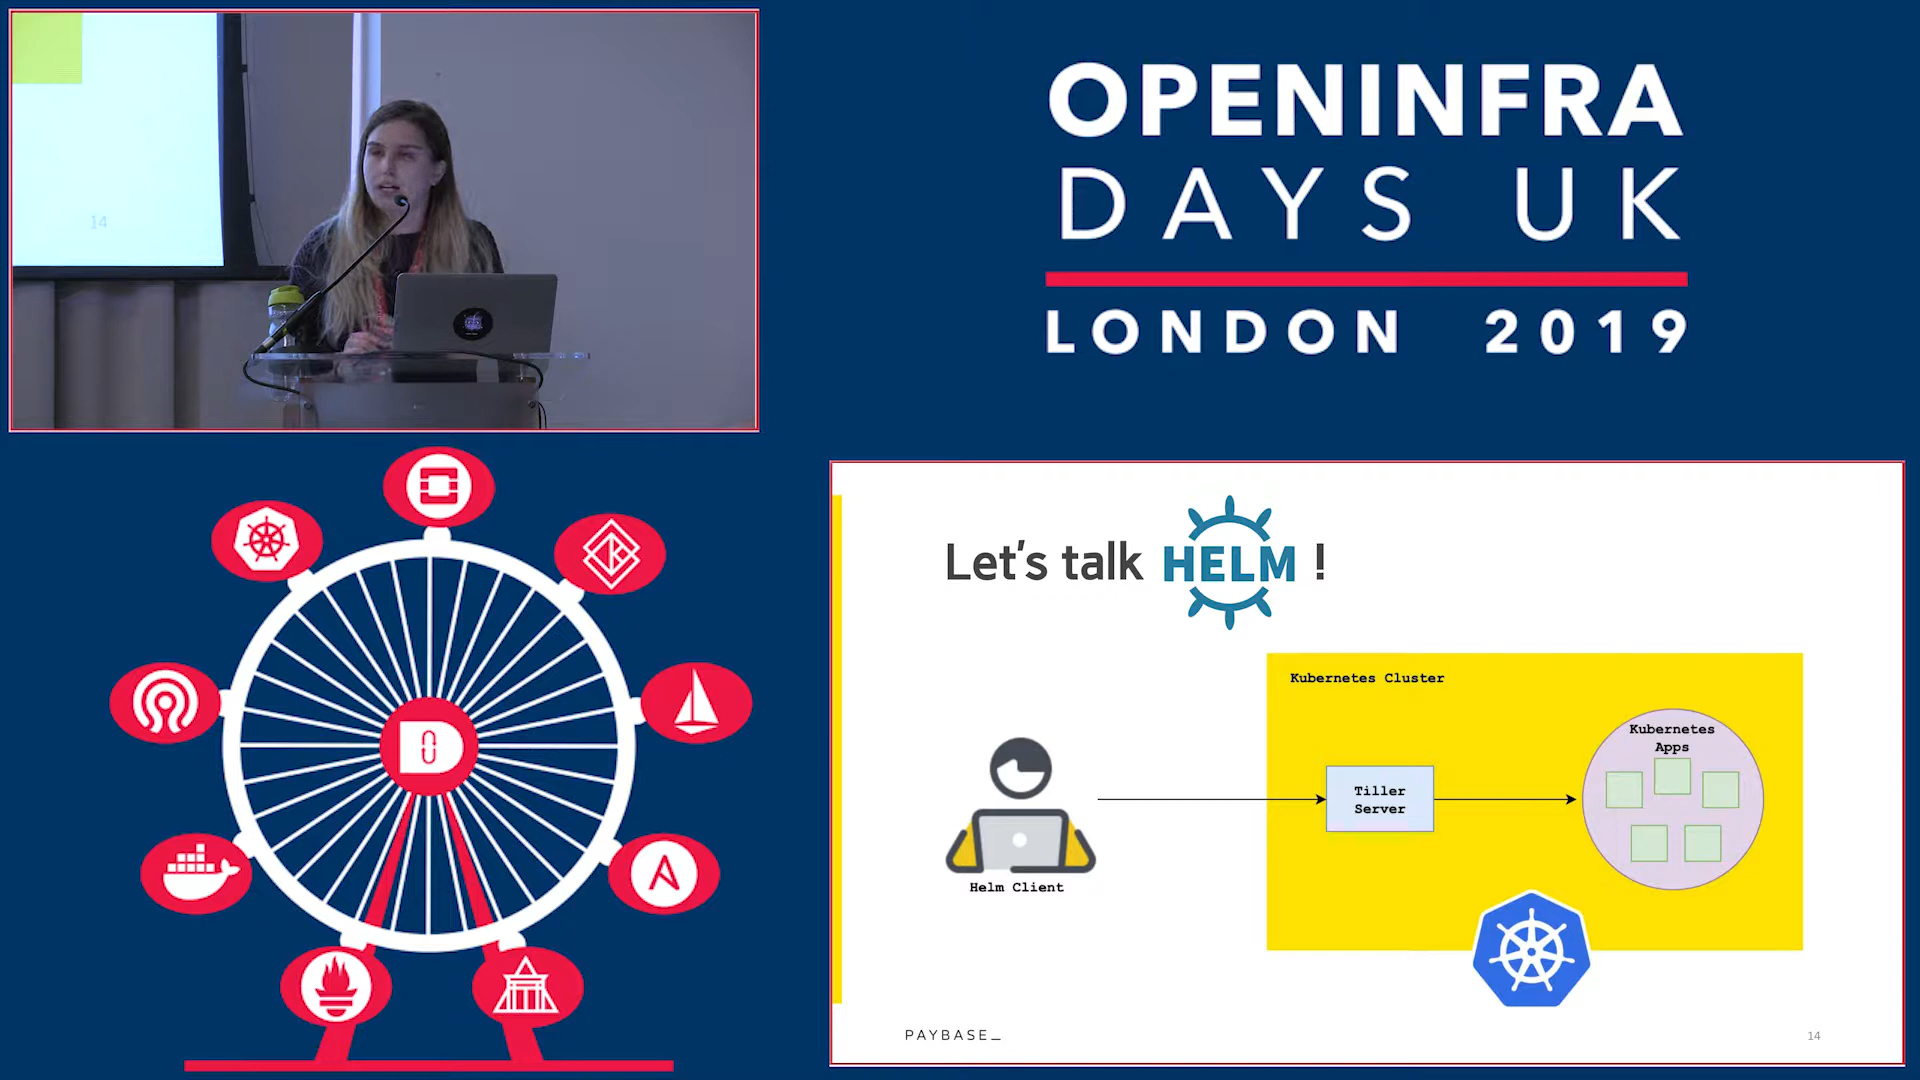 14
OPENINFRA
DAYS UK
LONDON 2019
Let's talk HELM !
Kubernetes Cluster
Kubernetes
Apps
Tiller
Server
Helm Client
PAYBASE_
14